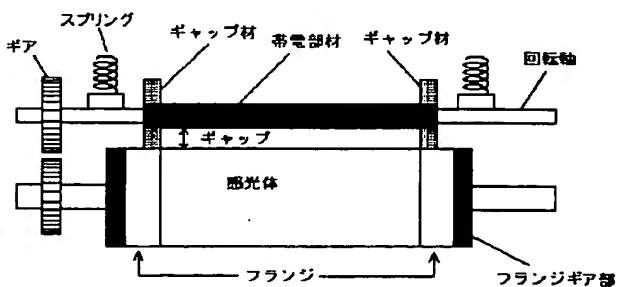 スプリング
ギャップ材
ギャップ材
ギア
帯電部材
回転軸
ギャップ
感光体
フランジ
フランジギア部